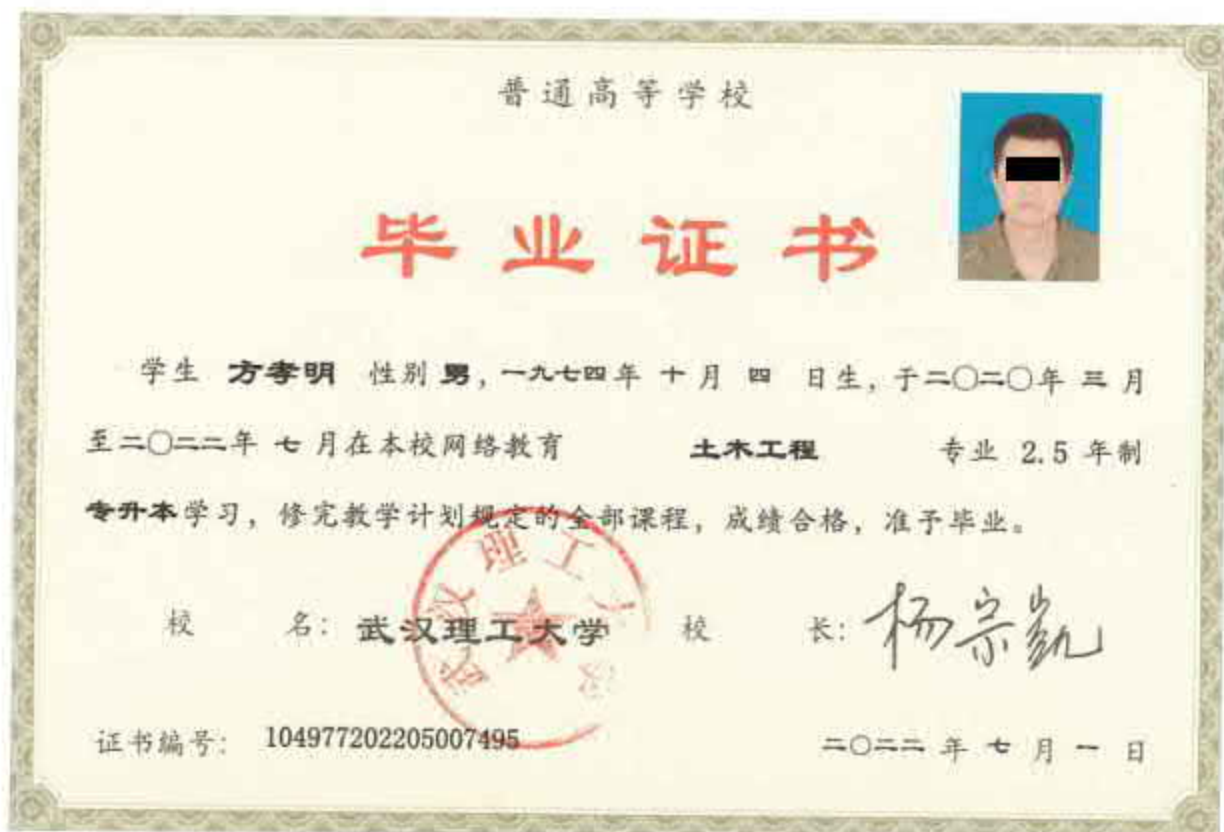 普通高等学校
毕业证书
学生 方孝明 性别 男，一九七四年 十月 四 日生，于二〇二〇年 三 月
至二〇二二年 七 月在本校网络教育 土木工程 专业 2.5 年制
专升本学习，修完教学计划规定的全部课程，成绩合格，准予毕业。
校 名：武汉理工大学 校 长：杨宗凯
武汉理工大学
证书编号：104977202205007495 二〇二二 年 七 月 一 日